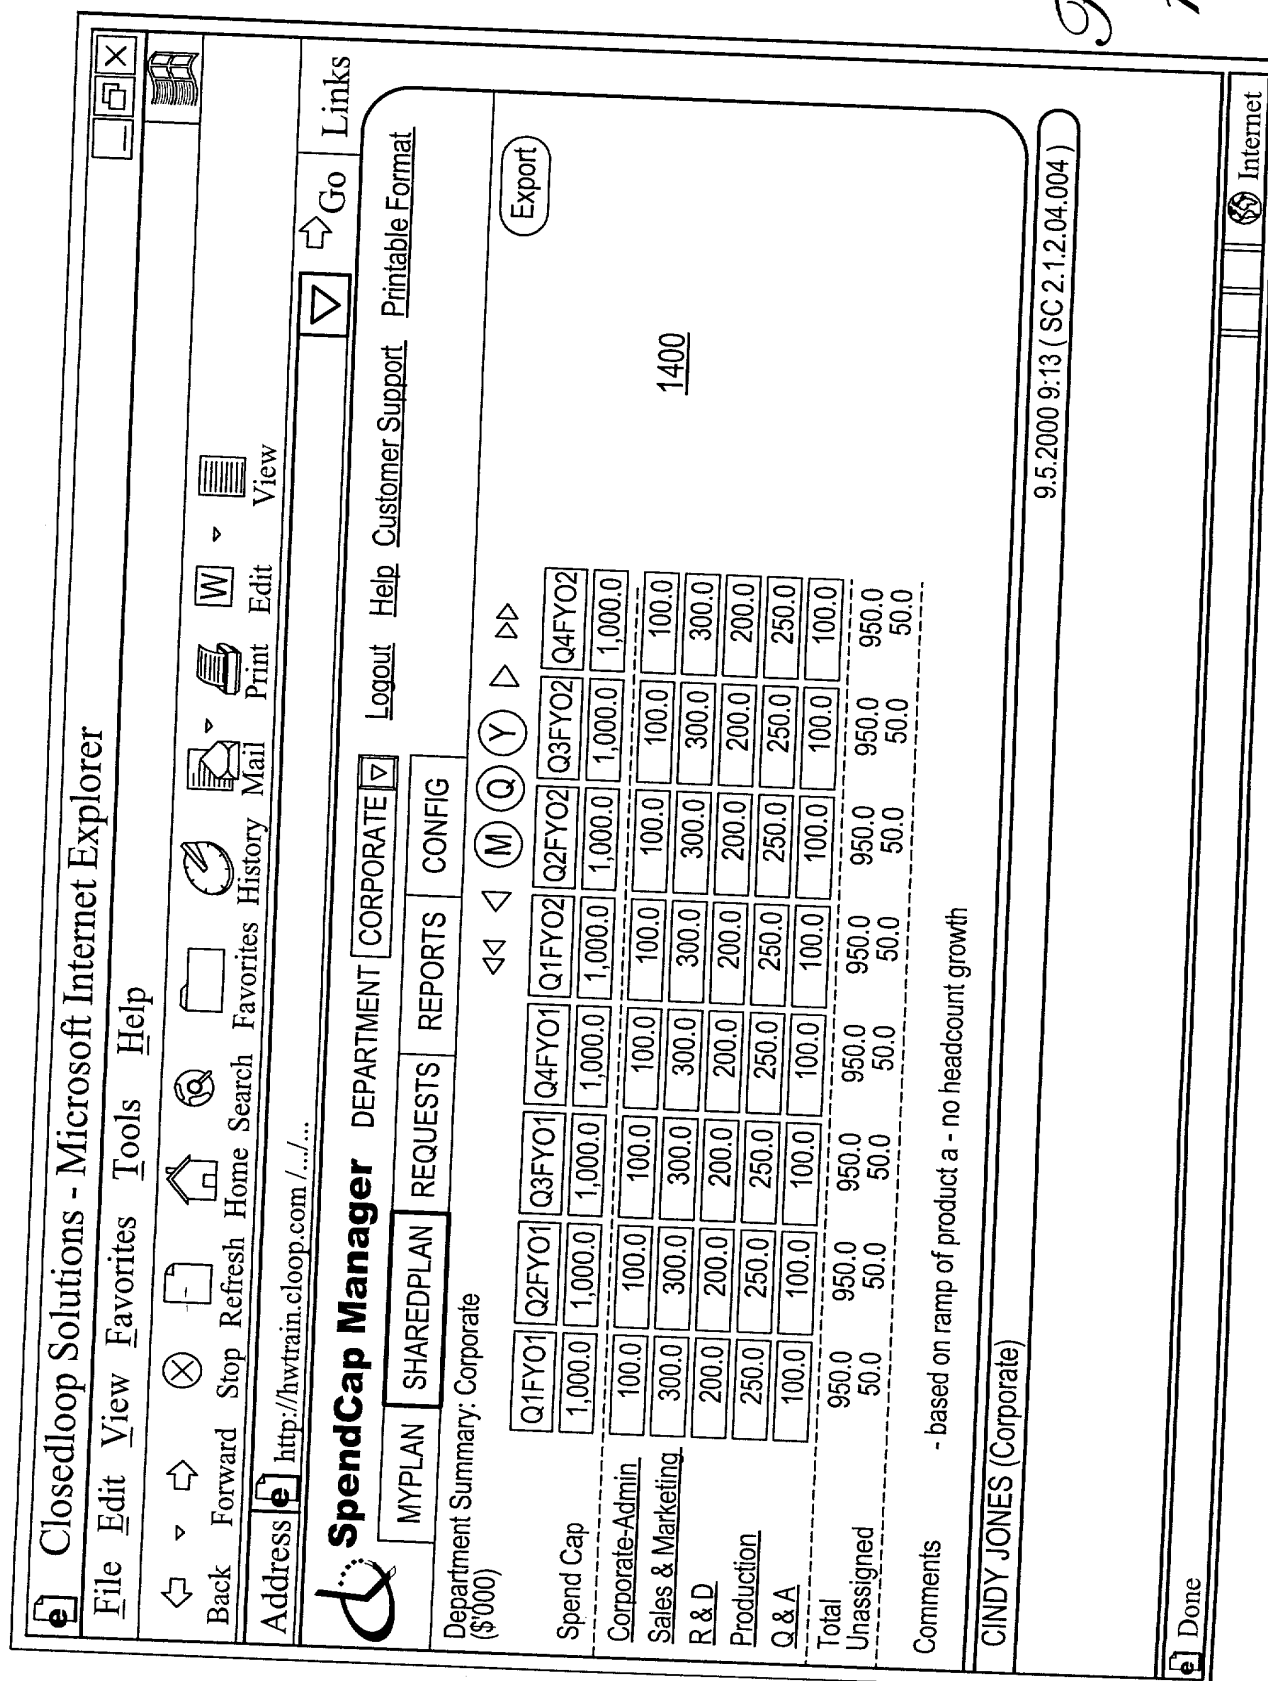 Closedloop Solutions - Microsoft Internet Explorer
File Edit View Favorites Tools Help
Back Forward Stop Refresh Home Search Favorites History Mail Print Edit View
Address http://hwtrain.cloop.com /.../... Go Links
SpendCap Manager DEPARTMENT CORPORATE Logout Help Customer Support Printable Format
MYPLAN SHAREDPLAN REQUESTS REPORTS CONFIG
Department Summary: Corporate
($'000)
M Q Y Export
Q1FYO1 Q2FYO1 Q3FYO1 Q4FYO1 Q1FYO2 Q2FYO2 Q3FYO2 Q4FYO2
Spend Cap 1,000.0 1,000.0 1,000.0 1,000.0 1,000.0 1,000.0 1,000.0 1,000.0
Corporate-Admin 100.0 100.0 100.0 100.0 100.0 100.0 100.0 100.0
Sales & Marketing 300.0 300.0 300.0 300.0 300.0 300.0 300.0 300.0
R & D 200.0 200.0 200.0 200.0 200.0 200.0 200.0 200.0
Production 250.0 250.0 250.0 250.0 250.0 250.0 250.0 250.0
Q & A 100.0 100.0 100.0 100.0 100.0 100.0 100.0 100.0
Total 950.0 950.0 950.0 950.0 950.0 950.0 950.0 950.0
Unassigned 50.0 50.0 50.0 50.0 50.0 50.0 50.0 50.0
1400
Comments - based on ramp of product a - no headcount growth
CINDY JONES (Corporate) 9.5.2000 9:13 ( SC 2.1.2.04.004 )
Done Internet